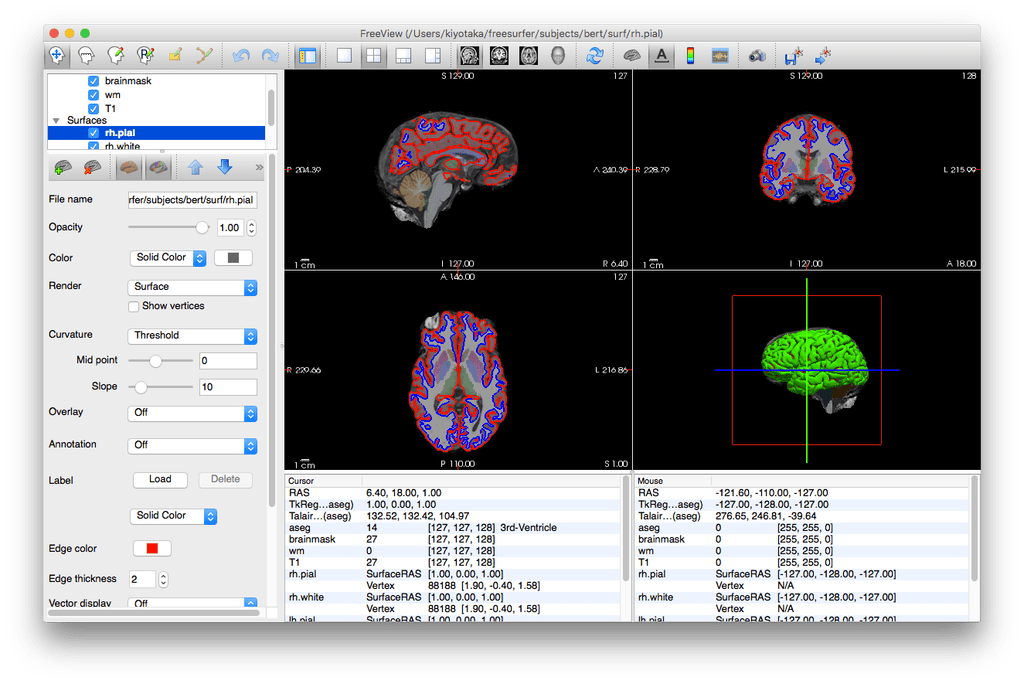 FreeView (/Users/kiyotaka/freesurfer/subjects/bert/surf/rh.pial)
R
A
brainmask
wm
T1
Surfaces
rh.pial
rh.white
»
File name rfer/subjects/bert/surf/rh.pial
Opacity 1.00
Color Solid Color
Render Surface
Show vertices
Curvature Threshold
Mid point 0
Slope 10
Overlay Off
Annotation Off
Label Load Delete
Solid Color
Edge color
Edge thickness 2
Vector display Off
S 129.00 127
P 204.39 A 240.39
1 cm I 127.00 R 6.40
S 129.00 128
R 228.79 L 215.99
1 cm I 127.00 A 18.00
A 146.00 127
R 229.66 L 216.86
1 cm P 110.00 S 1.00
Cursor
RAS 6.40, 18.00, 1.00
TkReg...aseg) 1.00, 0.00, 1.00
Talair...(aseg) 132.52, 132.42, 104.97
aseg 14 [127, 127, 128] 3rd-Ventricle
brainmask 27 [127, 127, 128]
wm 0 [127, 127, 128]
T1 27 [127, 127, 128]
rh.pial SurfaceRAS [1.00, 0.00, 1.00]
Vertex 88188 [1.90, -0.40, 1.58]
rh.white SurfaceRAS [1.00, 0.00, 1.00]
Vertex 88188 [1.90, -0.40, 1.58]
lh.pial SurfaceRAS [1.00, 0.00, 1.00]
Mouse
RAS -121.60, -110.00, -127.00
TkReg...aseg) -127.00, -128.00, -127.00
Talair...(aseg) 276.65, 246.81, -39.64
aseg 0 [255, 255, 0]
brainmask 0 [255, 255, 0]
wm 0 [255, 255, 0]
T1 0 [255, 255, 0]
rh.pial SurfaceRAS [-127.00, -128.00, -127.00]
Vertex N/A
rh.white SurfaceRAS [-127.00, -128.00, -127.00]
Vertex N/A
lh.pial SurfaceRAS [-127.00, -128.00, -127.00]